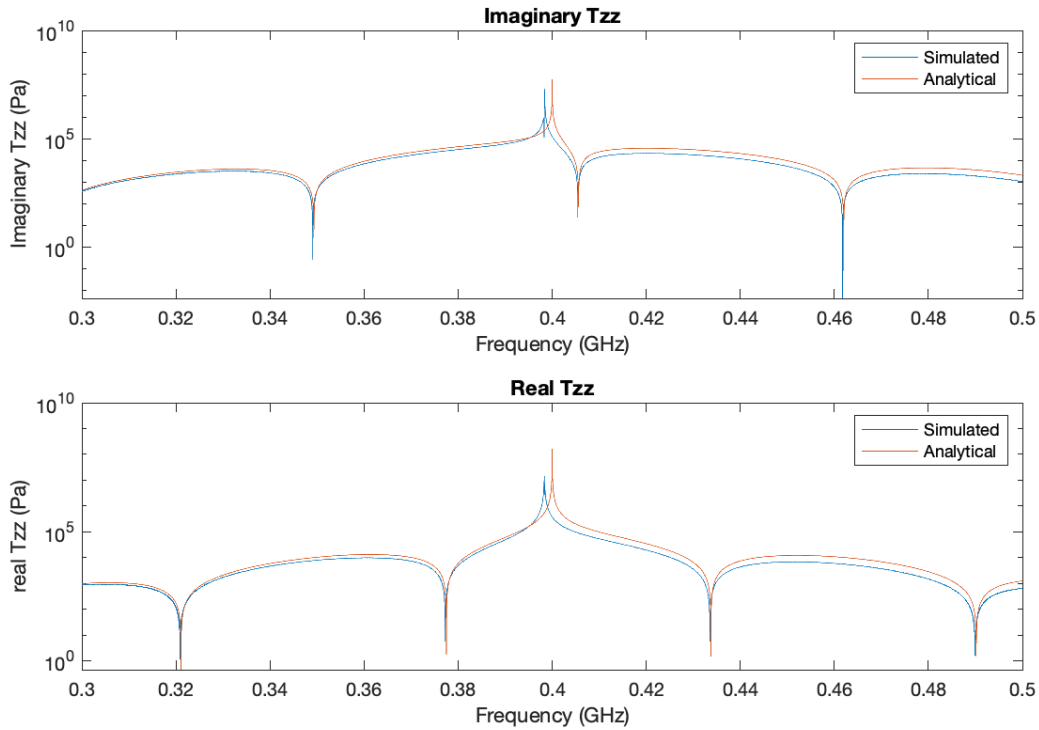 Imaginary Tzz
Imaginary Tzz (Pa)
10^10
10^5
10^0
Simulated
Analytical
0.3 0.32 0.34 0.36 0.38 0.4 0.42 0.44 0.46 0.48 0.5
Frequency (GHz)
Real Tzz
real Tzz (Pa)
10^10
10^5
10^0
Simulated
Analytical
0.3 0.32 0.34 0.36 0.38 0.4 0.42 0.44 0.46 0.48 0.5
Frequency (GHz)